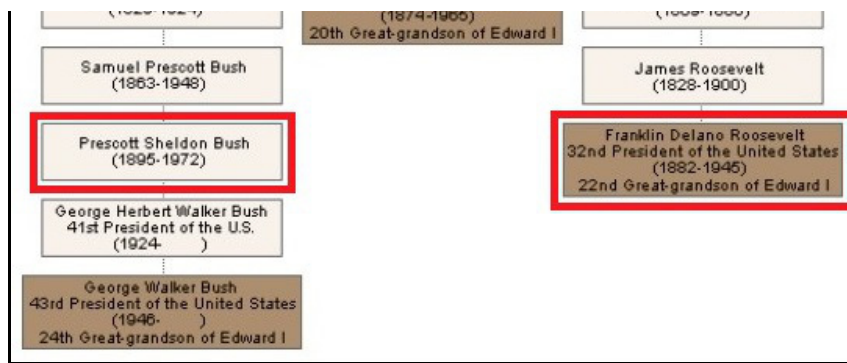 (1874-1965)
20th Great-grandson of Edward I
Samuel Prescott Bush
(1863-1948)
Prescott Sheldon Bush
(1895-1972)
George Herbert Walker Bush
41st President of the U.S.
(1924- )
George Walker Bush
43rd President of the United States
(1946- )
24th Great-grandson of Edward I
James Roosevelt
(1828-1900)
Franklin Delano Roosevelt
32nd President of the United States
(1882-1945)
22nd Great-grandson of Edward I